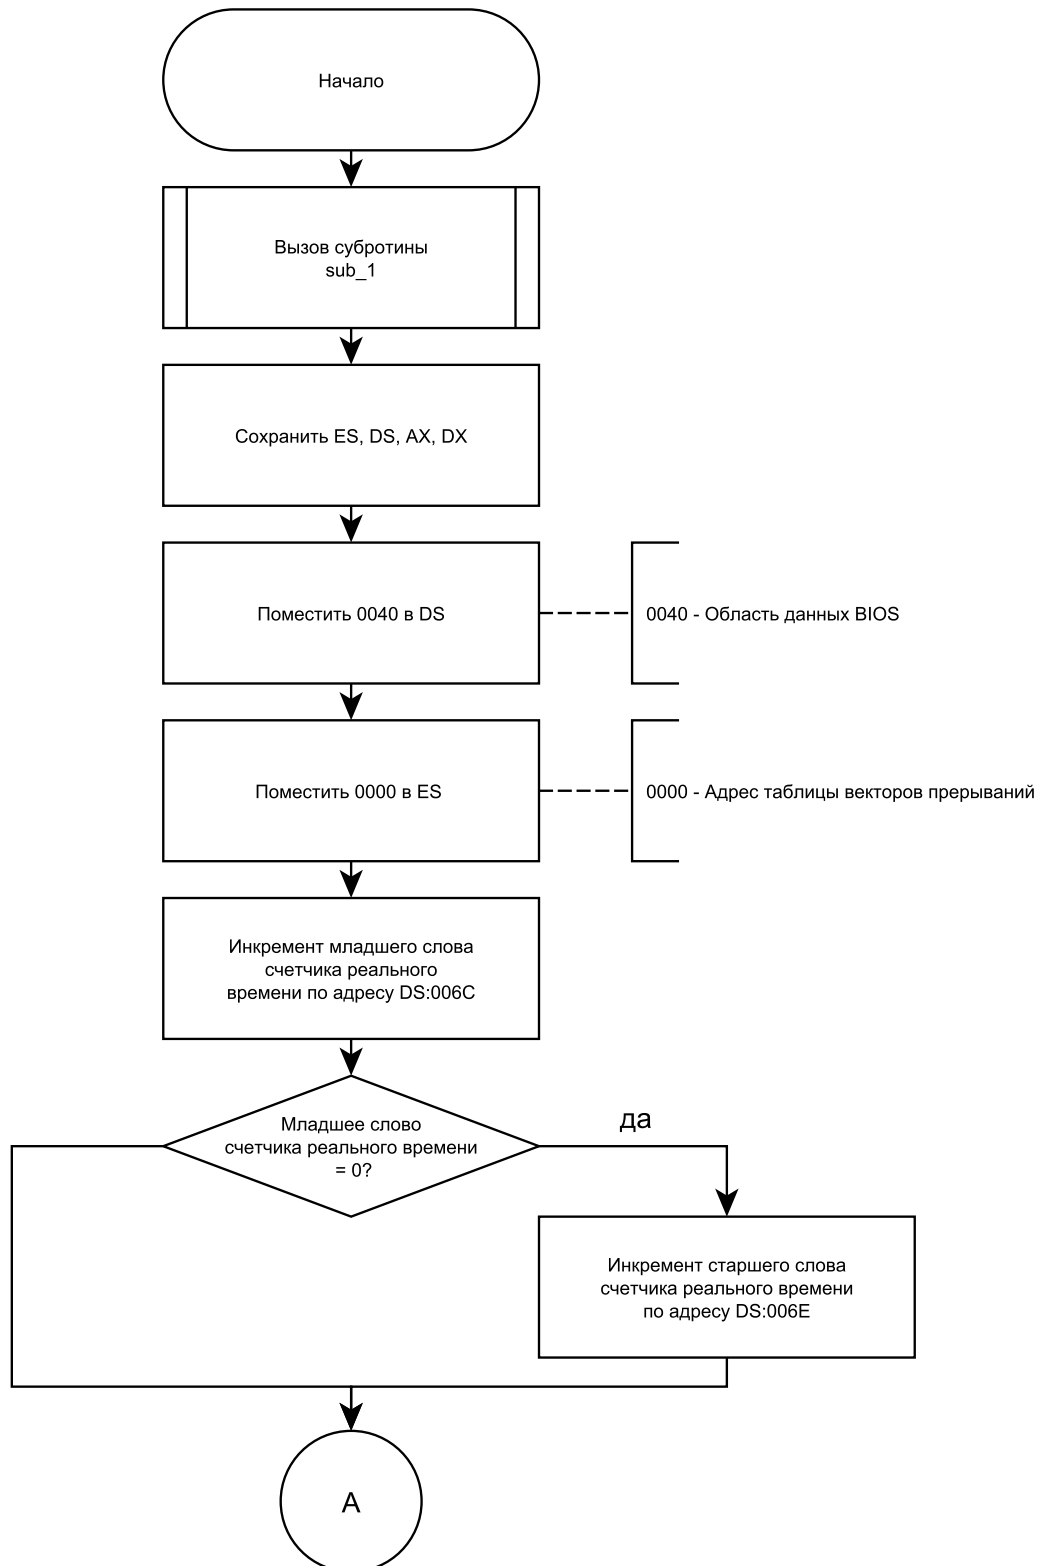 Начало
Вызов субротины
sub_1
Сохранить ES, DS, AX, DX
Поместить 0040 в DS
0040 - Область данных BIOS
Поместить 0000 в ES
0000 - Адрес таблицы векторов прерываний
Инкремент младшего слова
счетчика реального
времени по адресу DS:006C
Младшее слово
счетчика реального времени
= 0?
да
Инкремент старшего слова
счетчика реального времени
по адресу DS:006E
A